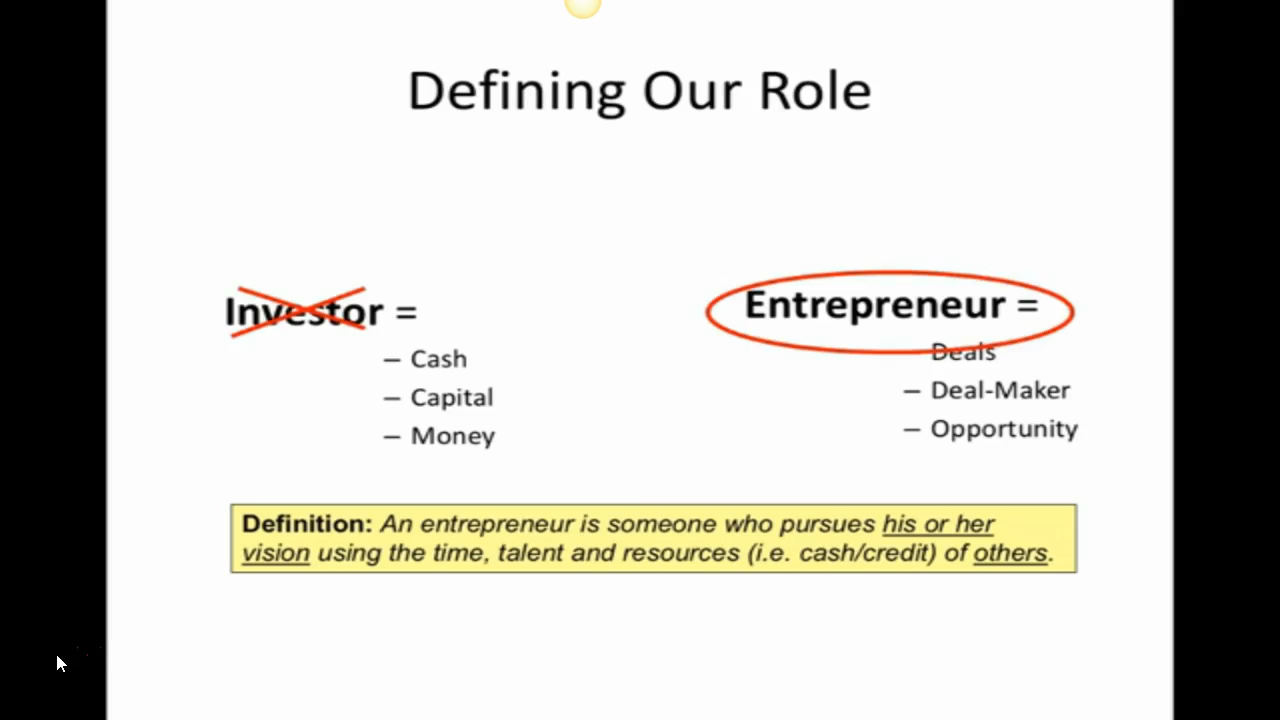 Defining Our Role
Investor =
– Cash
– Capital
– Money
Entrepreneur =
Deals
– Deal-Maker
– Opportunity
Definition: An entrepreneur is someone who pursues his or her
vision using the time, talent and resources (i.e. cash/credit) of others.